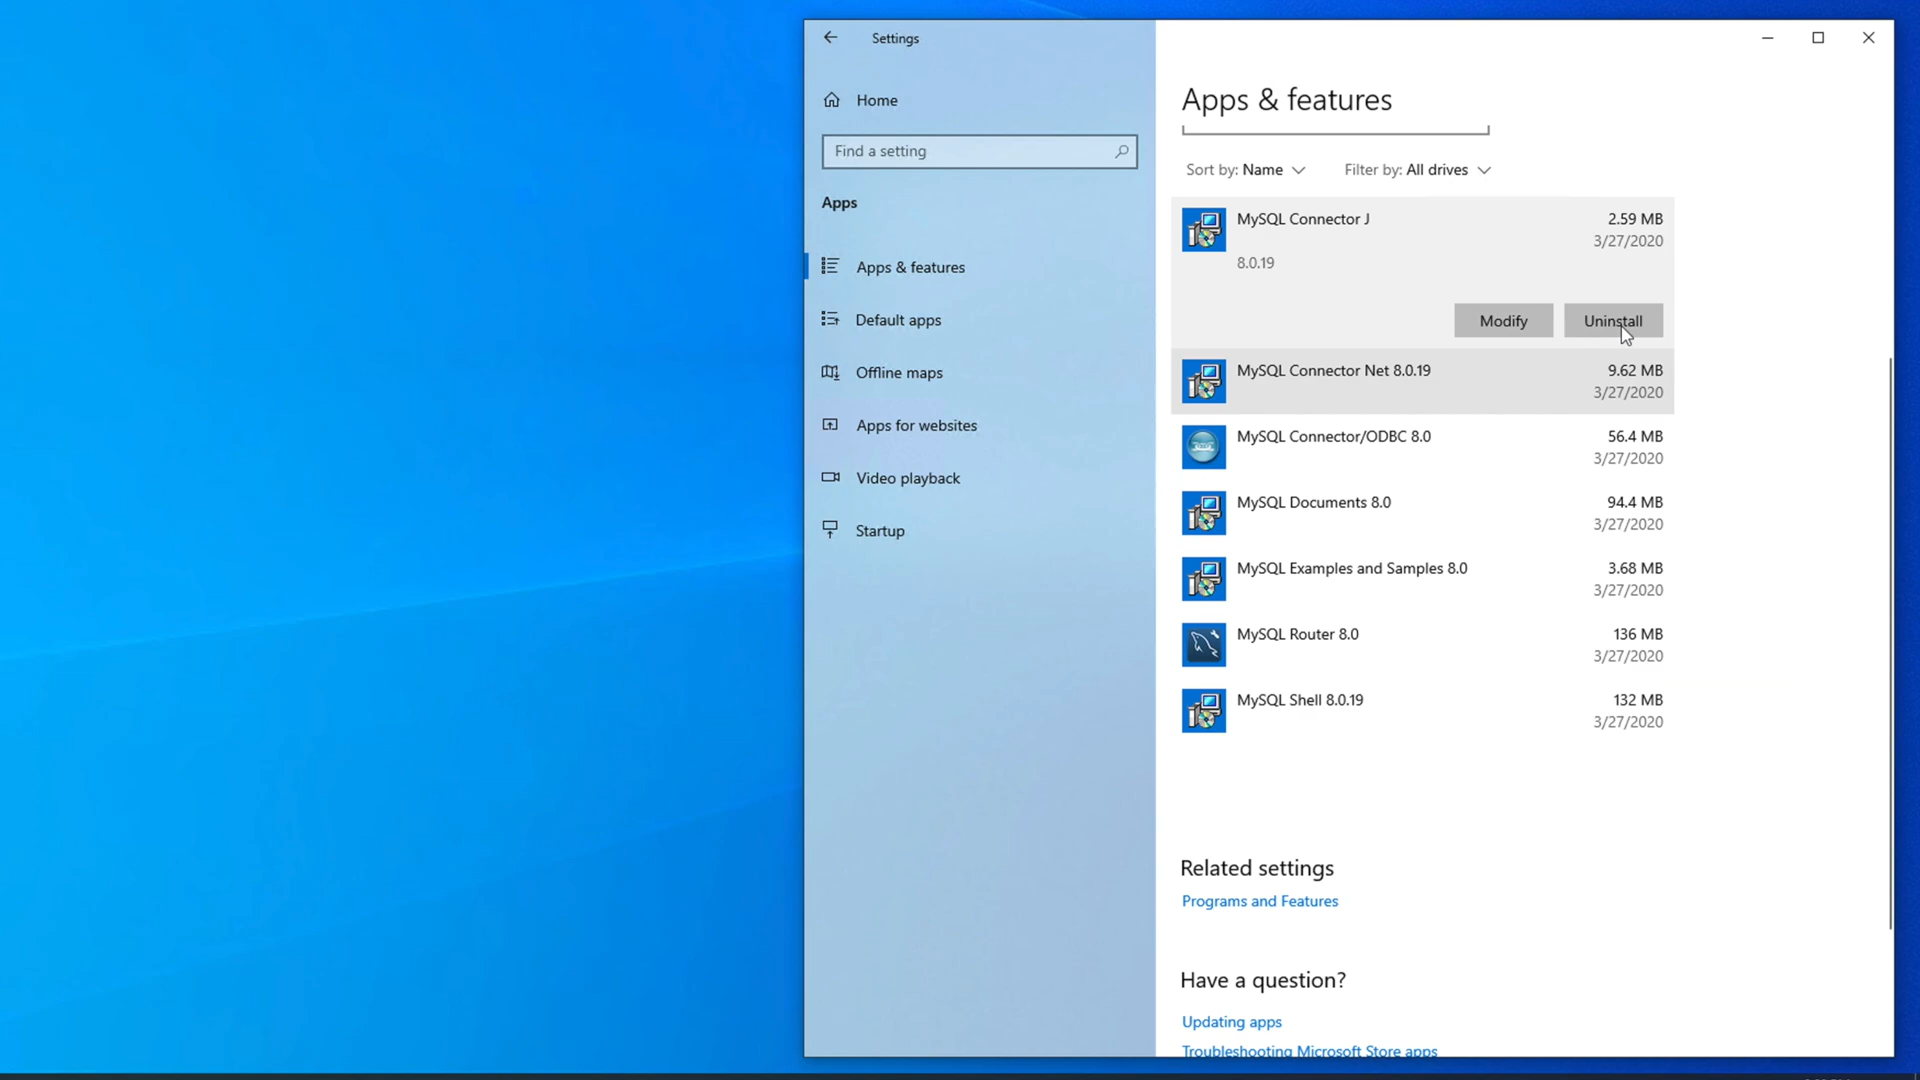 Settings
Home
Find a setting
Apps
Apps & features
Default apps
Offline maps
Apps for websites
Video playback
Startup
Apps & features
Sort by: Name
Filter by: All drives
MySQL Connector J
2.59 MB
3/27/2020
8.0.19
Modify
Uninstall
MySQL Connector Net 8.0.19
9.62 MB
3/27/2020
MySQL Connector/ODBC 8.0
56.4 MB
3/27/2020
MySQL Documents 8.0
94.4 MB
3/27/2020
MySQL Examples and Samples 8.0
3.68 MB
3/27/2020
MySQL Router 8.0
136 MB
3/27/2020
MySQL Shell 8.0.19
132 MB
3/27/2020
Related settings
Programs and Features
Have a question?
Updating apps
Troubleshooting Microsoft Store apps